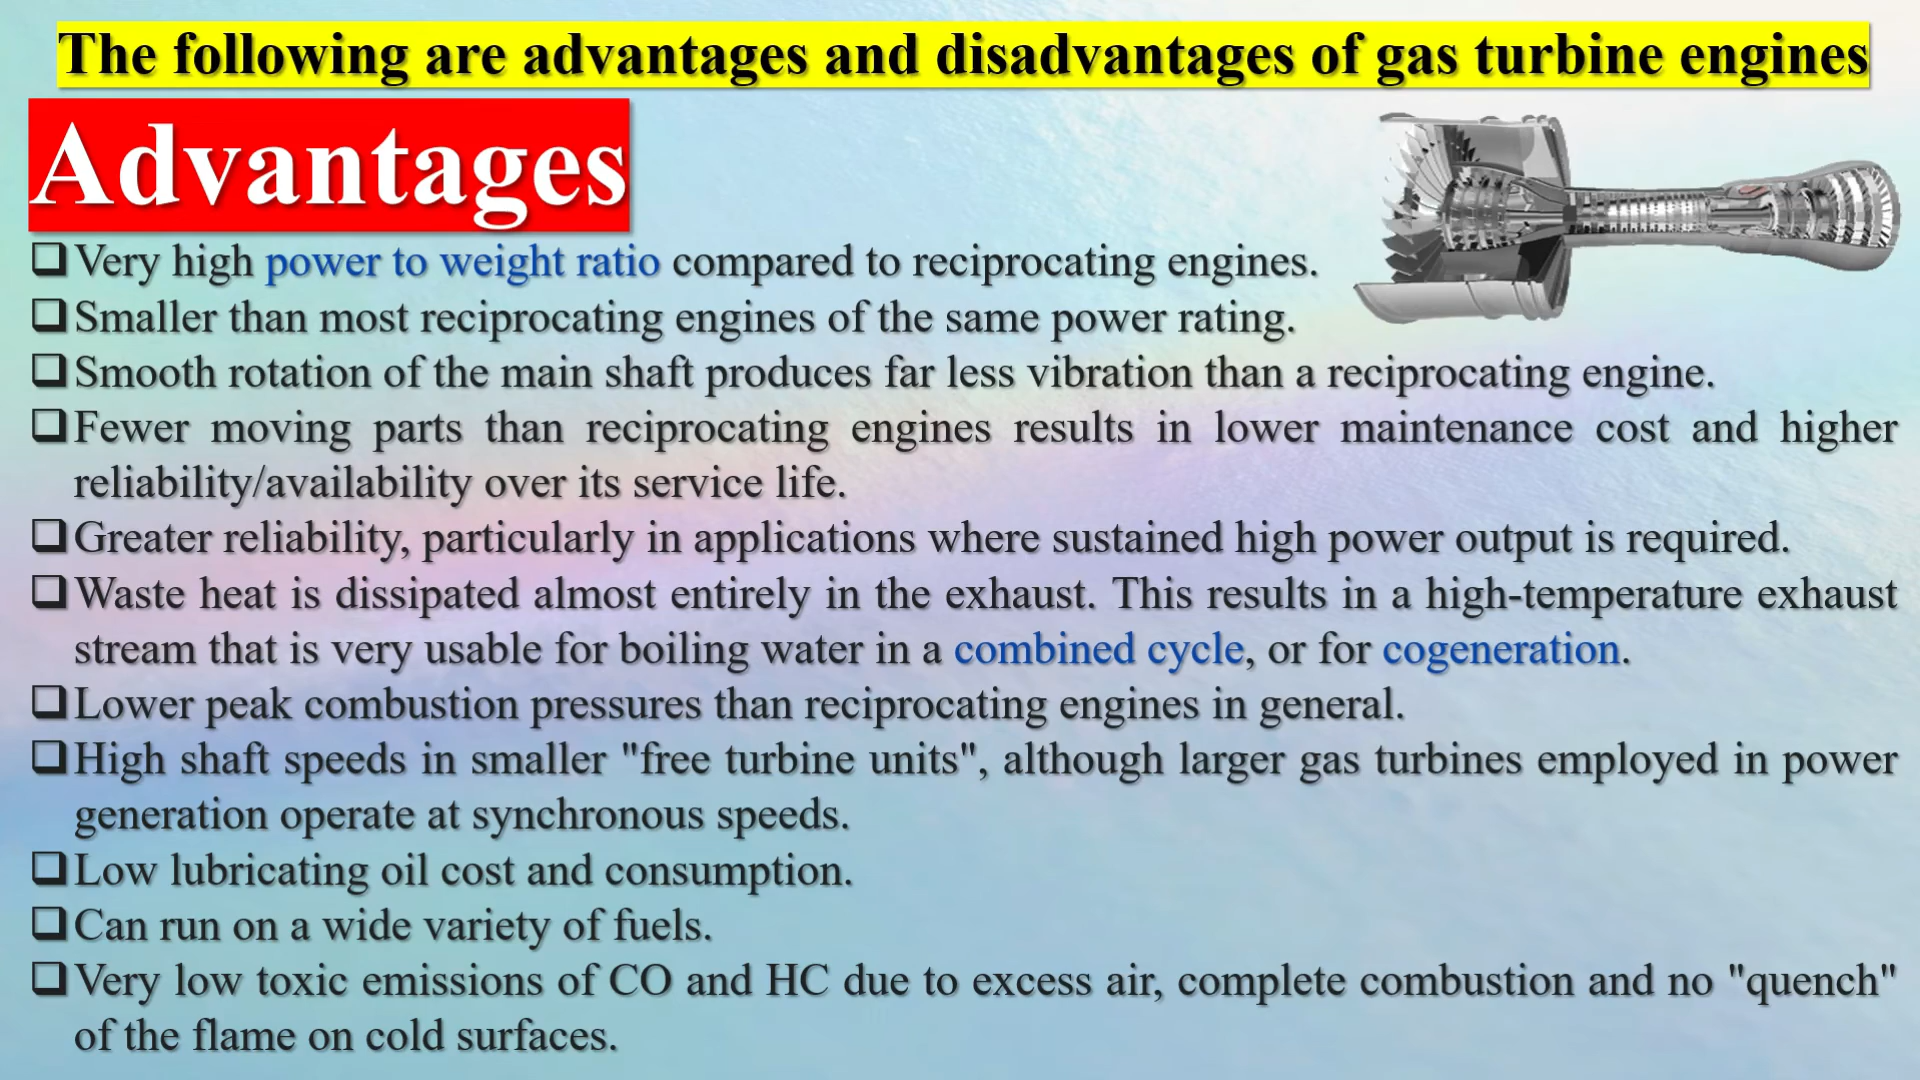 The following are advantages and disadvantages of gas turbine engines
Advantages
❑Very high power to weight ratio compared to reciprocating engines.
❑Smaller than most reciprocating engines of the same power rating.
❑Smooth rotation of the main shaft produces far less vibration than a reciprocating engine.
❑Fewer moving parts than reciprocating engines results in lower maintenance cost and higher
reliability/availability over its service life.
❑Greater reliability, particularly in applications where sustained high power output is required.
❑Waste heat is dissipated almost entirely in the exhaust. This results in a high-temperature exhaust
stream that is very usable for boiling water in a combined cycle, or for cogeneration.
❑Lower peak combustion pressures than reciprocating engines in general.
❑High shaft speeds in smaller "free turbine units", although larger gas turbines employed in power
generation operate at synchronous speeds.
❑Low lubricating oil cost and consumption.
❑Can run on a wide variety of fuels.
❑Very low toxic emissions of CO and HC due to excess air, complete combustion and no "quench"
of the flame on cold surfaces.